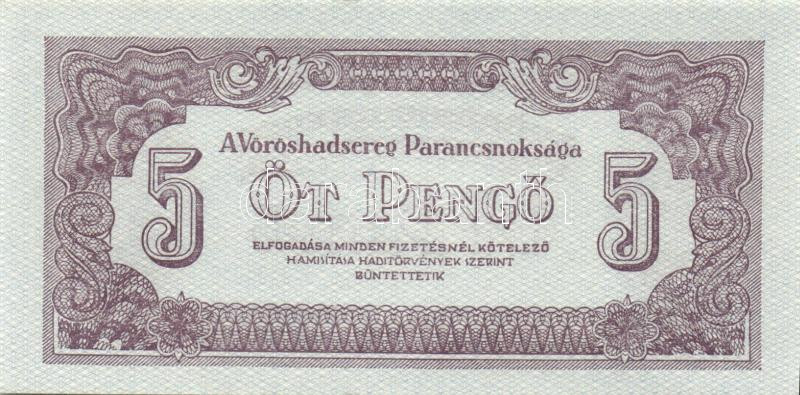 A Vöröshadsereg Parancsnoksága
5 ÖT PENGŐ 5
ELFOGADÁSA MINDEN FIZETÉSNÉL KÖTELEZŐ
HAMISÍTÁSA HADITÖRVÉNYEK SZERINT
BÜNTETTETIK